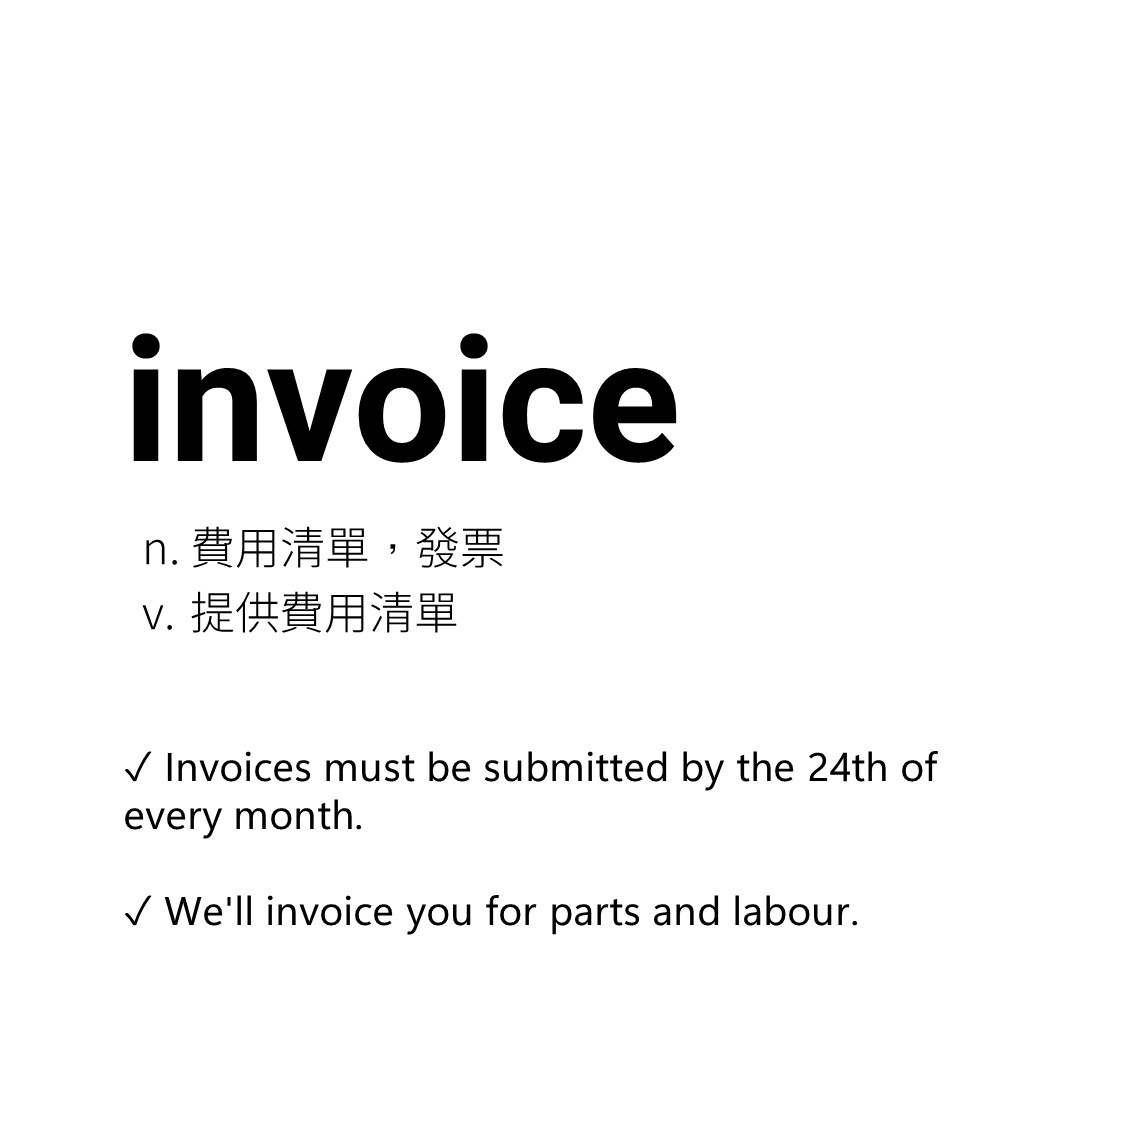 invoice
n. 費用清單，發票
v. 提供費用清單
✓ Invoices must be submitted by the 24th of
every month.
✓ We'll invoice you for parts and labour.